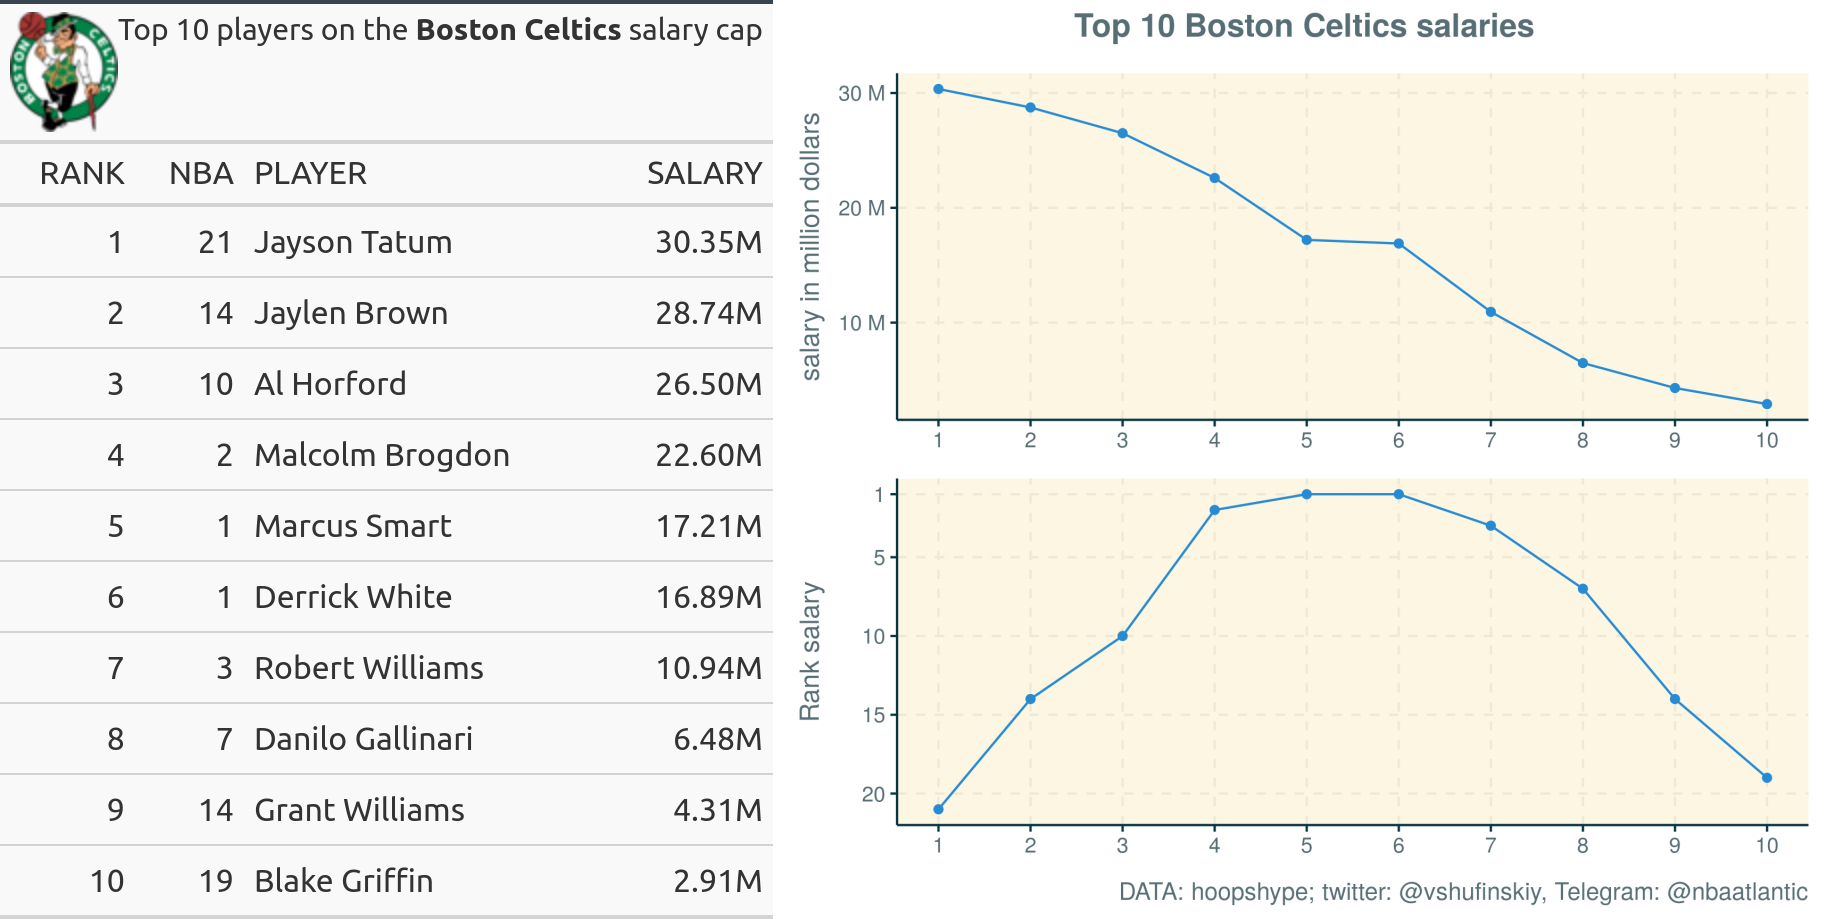 BOSTON CELTICS
Top 10 players on the Boston Celtics salary cap
RANK NBA PLAYER SALARY
1 21 Jayson Tatum 30.35M
2 14 Jaylen Brown 28.74M
3 10 Al Horford 26.50M
4 2 Malcolm Brogdon 22.60M
5 1 Marcus Smart 17.21M
6 1 Derrick White 16.89M
7 3 Robert Williams 10.94M
8 7 Danilo Gallinari 6.48M
9 14 Grant Williams 4.31M
10 19 Blake Griffin 2.91M
Top 10 Boston Celtics salaries
salary in million dollars
30 M
20 M
10 M
1 2 3 4 5 6 7 8 9 10
Rank salary
1
5
10
15
20
1 2 3 4 5 6 7 8 9 10
DATA: hoopshype; twitter: @vshufinskiy, Telegram: @nbaatlantic